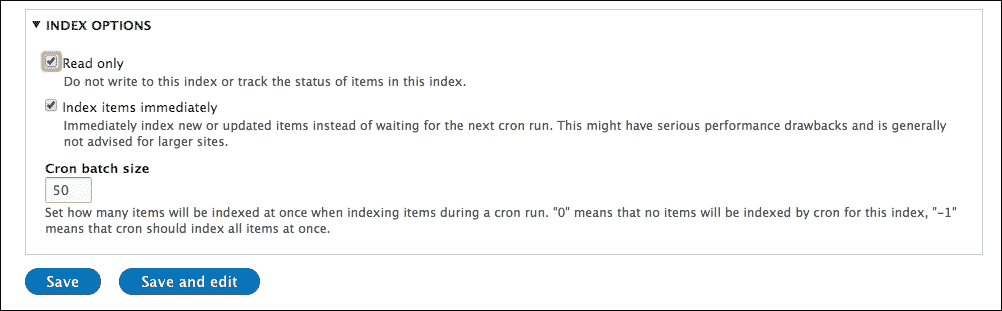 INDEX OPTIONS
Read only
Do not write to this index or track the status of items in this index.
Index items immediately
Immediately index new or updated items instead of waiting for the next cron run. This might have serious performance drawbacks and is generally
not advised for larger sites.
Cron batch size
50
Set how many items will be indexed at once when indexing items during a cron run. "0" means that no items will be indexed by cron for this index, "-1"
means that cron should index all items at once.
Save Save and edit